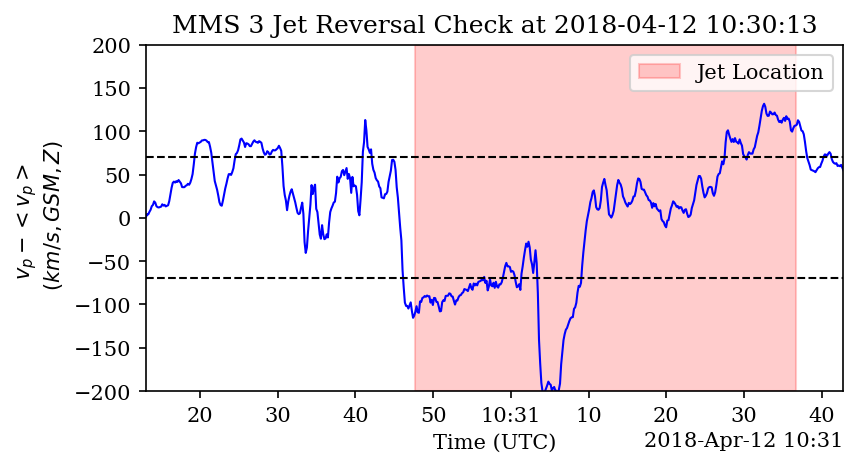 MMS 3 Jet Reversal Check at 2018-04-12 10:30:13
Jet Location
v_p - <v_p>
(km/s, GSM, Z)
200
150
100
50
0
−50
−100
−150
−200
20 30 40 50 10:31 10 20 30 40
Time (UTC)
2018-Apr-12 10:31